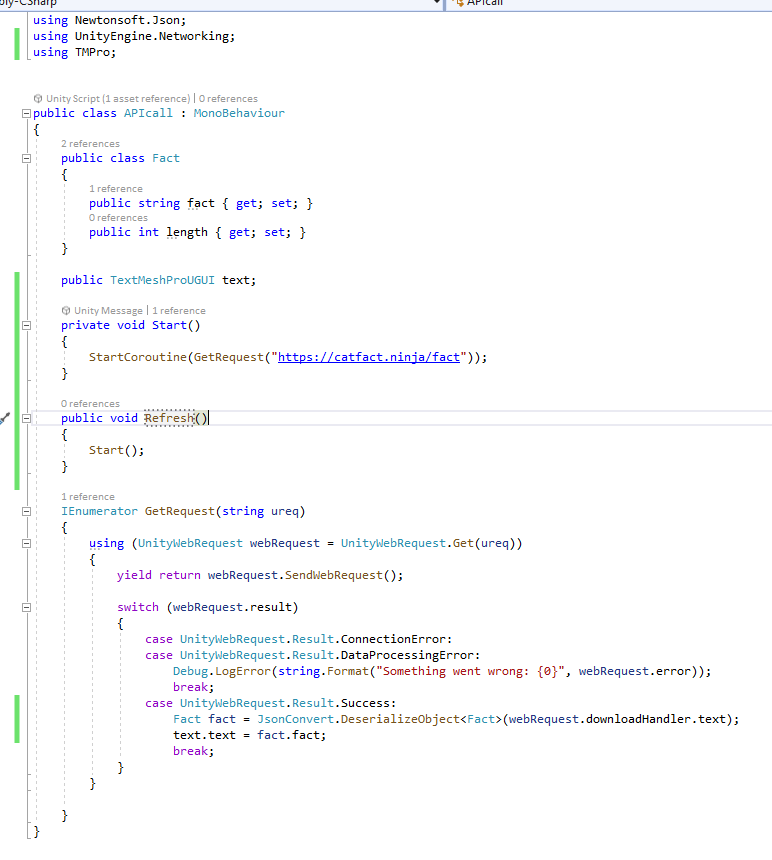 APIcall
using Newtonsoft.Json;
using UnityEngine.Networking;
using TMPro;
Unity Script (1 asset reference) | 0 references
public class APIcall : MonoBehaviour
{
2 references
public class Fact
{
1 reference
public string fact { get; set; }
0 references
public int length { get; set; }
}
public TextMeshProUGUI text;
Unity Message | 1 reference
private void Start()
{
StartCoroutine(GetRequest("https://catfact.ninja/fact"));
}
0 references
public void Refresh()
{
Start();
}
1 reference
IEnumerator GetRequest(string ureq)
{
using (UnityWebRequest webRequest = UnityWebRequest.Get(ureq))
{
yield return webRequest.SendWebRequest();
switch (webRequest.result)
{
case UnityWebRequest.Result.ConnectionError:
case UnityWebRequest.Result.DataProcessingError:
Debug.LogError(string.Format("Something went wrong: {0}", webRequest.error));
break;
case UnityWebRequest.Result.Success:
Fact fact = JsonConvert.DeserializeObject<Fact>(webRequest.downloadHandler.text);
text.text = fact.fact;
break;
}
}
}
}